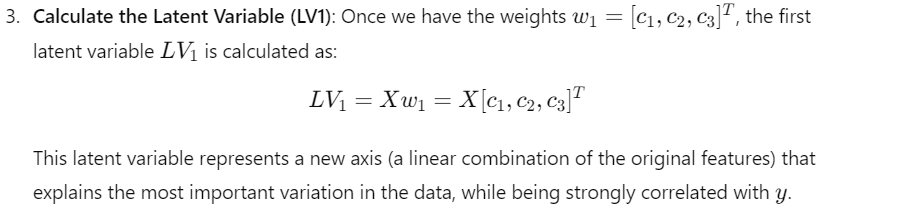 3. Calculate the Latent Variable (LV1): Once we have the weights w₁ = [c₁, c₂, c₃]ᵀ, the first
latent variable LV₁ is calculated as:
LV₁ = Xw₁ = X[c₁, c₂, c₃]ᵀ
This latent variable represents a new axis (a linear combination of the original features) that
explains the most important variation in the data, while being strongly correlated with y.